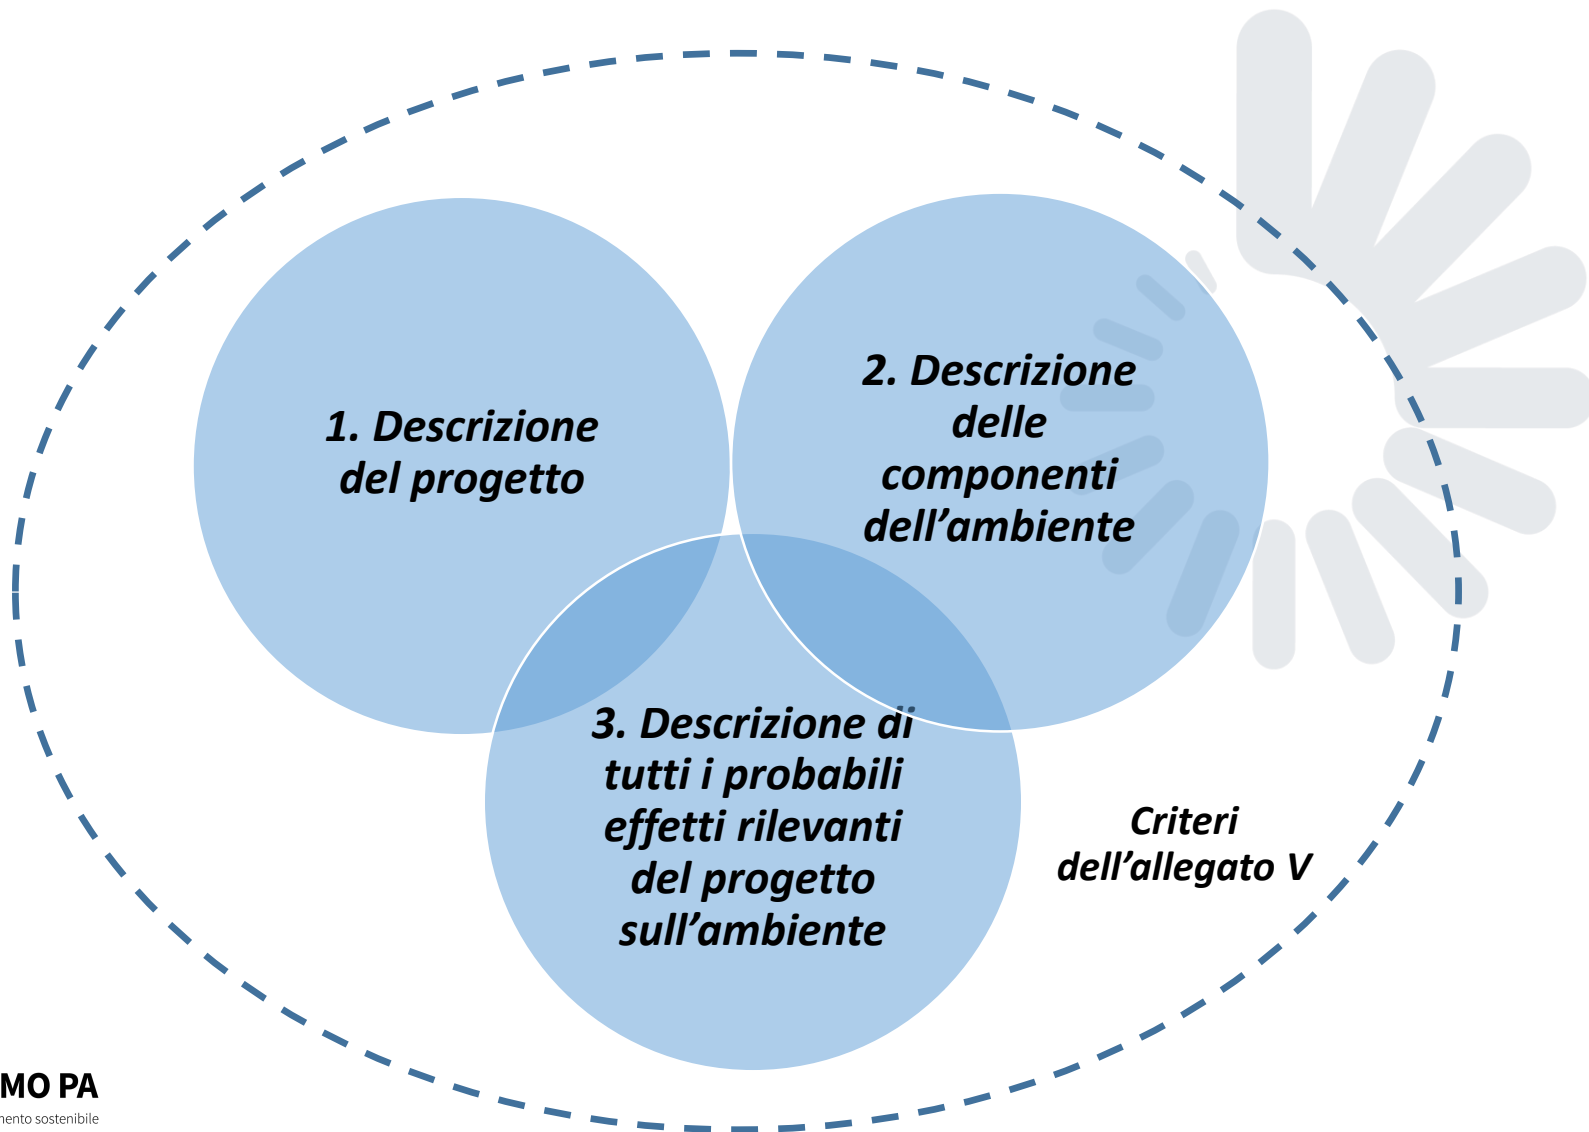 1. Descrizione
del progetto
2. Descrizione
delle
componenti
dell’ambiente
3. Descrizione di
tutti i probabili
effetti rilevanti
del progetto
sull’ambiente
Criteri
dell’allegato V
MO PA
mento sostenibile